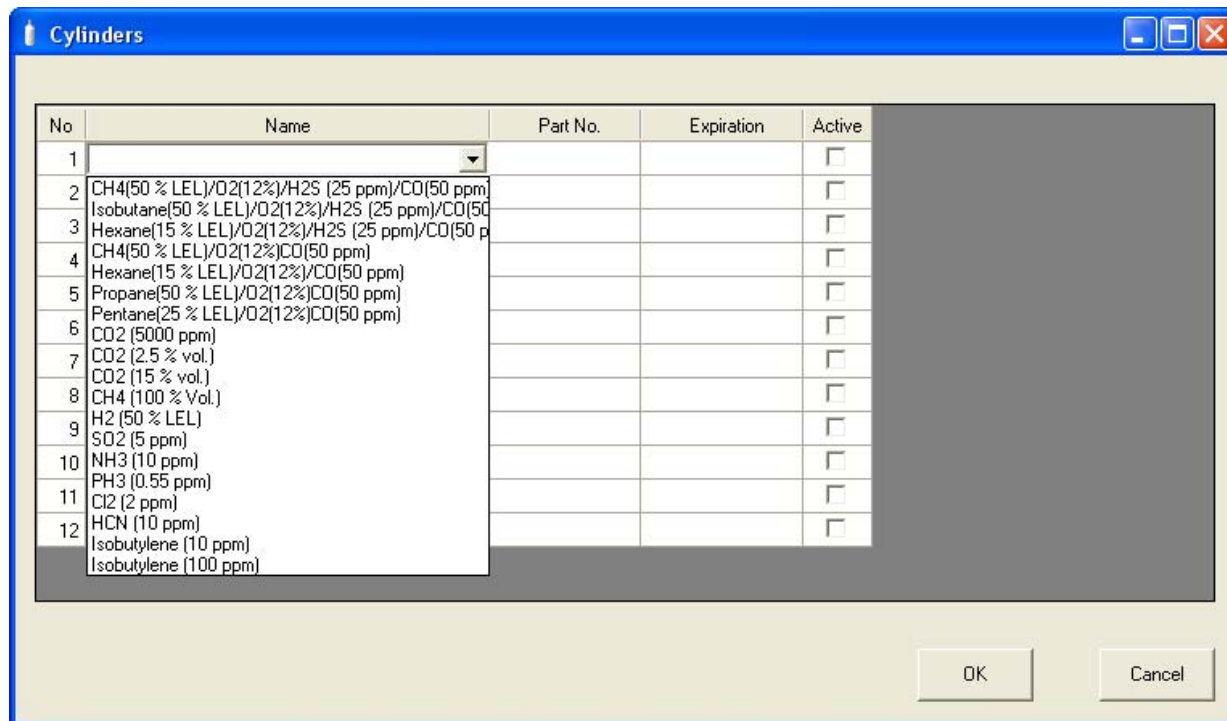 Cylinders
No Name Part No. Expiration Active
1
2
3
4
5
6
7
8
9
10
11
12
CH4(50 % LEL)/O2(12%)/H2S (25 ppm)/CO(50 ppm)
Isobutane(50 % LEL)/O2(12%)/H2S (25 ppm)/CO(50
Hexane(15 % LEL)/O2(12%)/H2S (25 ppm)/CO(50 p
CH4(50 % LEL)/O2(12%)CO(50 ppm)
Hexane(15 % LEL)/O2(12%)/CO(50 ppm)
Propane(50 % LEL)/O2(12%)CO(50 ppm)
Pentane(25 % LEL)/O2(12%)CO(50 ppm)
CO2 (5000 ppm)
CO2 (2.5 % vol.)
CO2 (15 % vol.)
CH4 (100 % Vol.)
H2 (50 % LEL)
SO2 (5 ppm)
NH3 (10 ppm)
PH3 (0.55 ppm)
Cl2 (2 ppm)
HCN (10 ppm)
Isobutylene (10 ppm)
Isobutylene (100 ppm)
OK Cancel